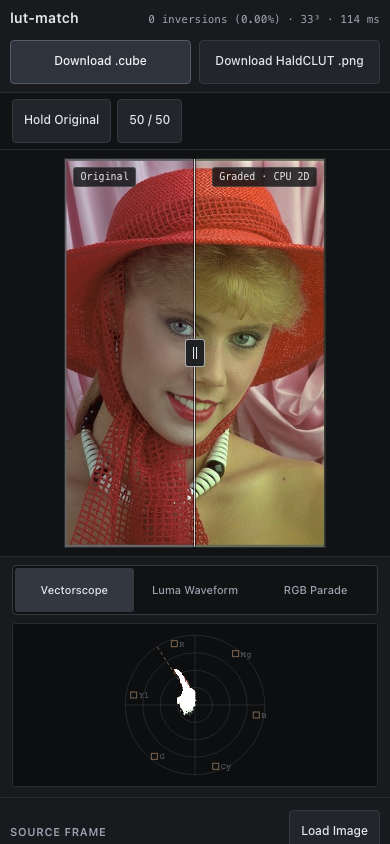 lut-match
0 inversions (0.00%) · 33³ · 114 ms
Download .cube
Download HaldCLUT .png
Hold Original
50 / 50
Original
Graded · CPU 2D
Vectorscope
Luma Waveform
RGB Parade
R
Mg
Yl
B
G
Cy
SOURCE FRAME
Load Image